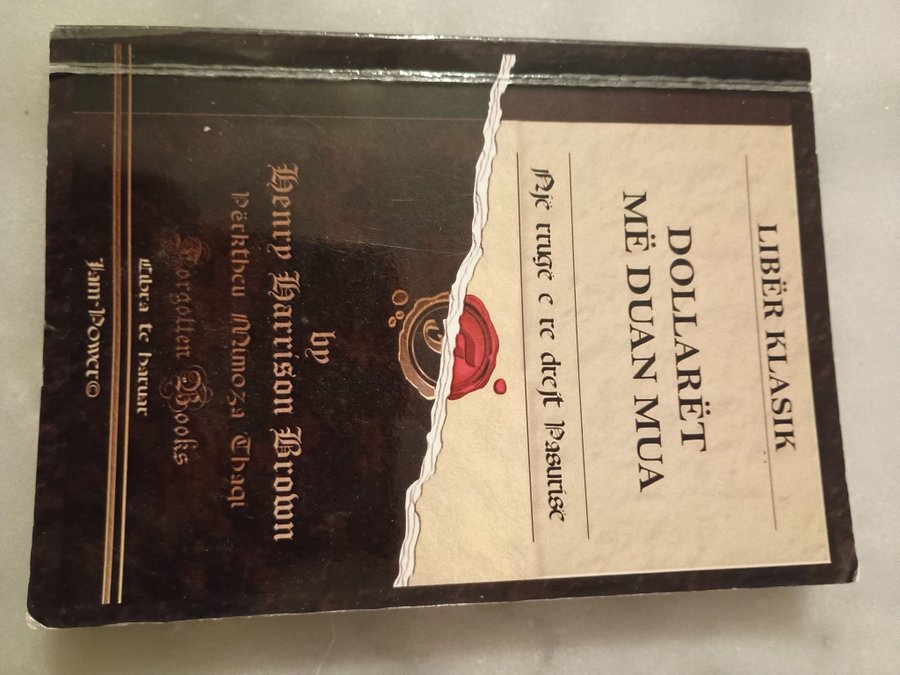 LIBËR KLASIK
DOLLARËT
MË DUAN MUA
Një rrugë e re drejt Pasurisë
by
Henry Harrison Brown
Përktheu Mimoza Thaqi
Forgotten Books
Libra të harruar
Jam-Power©